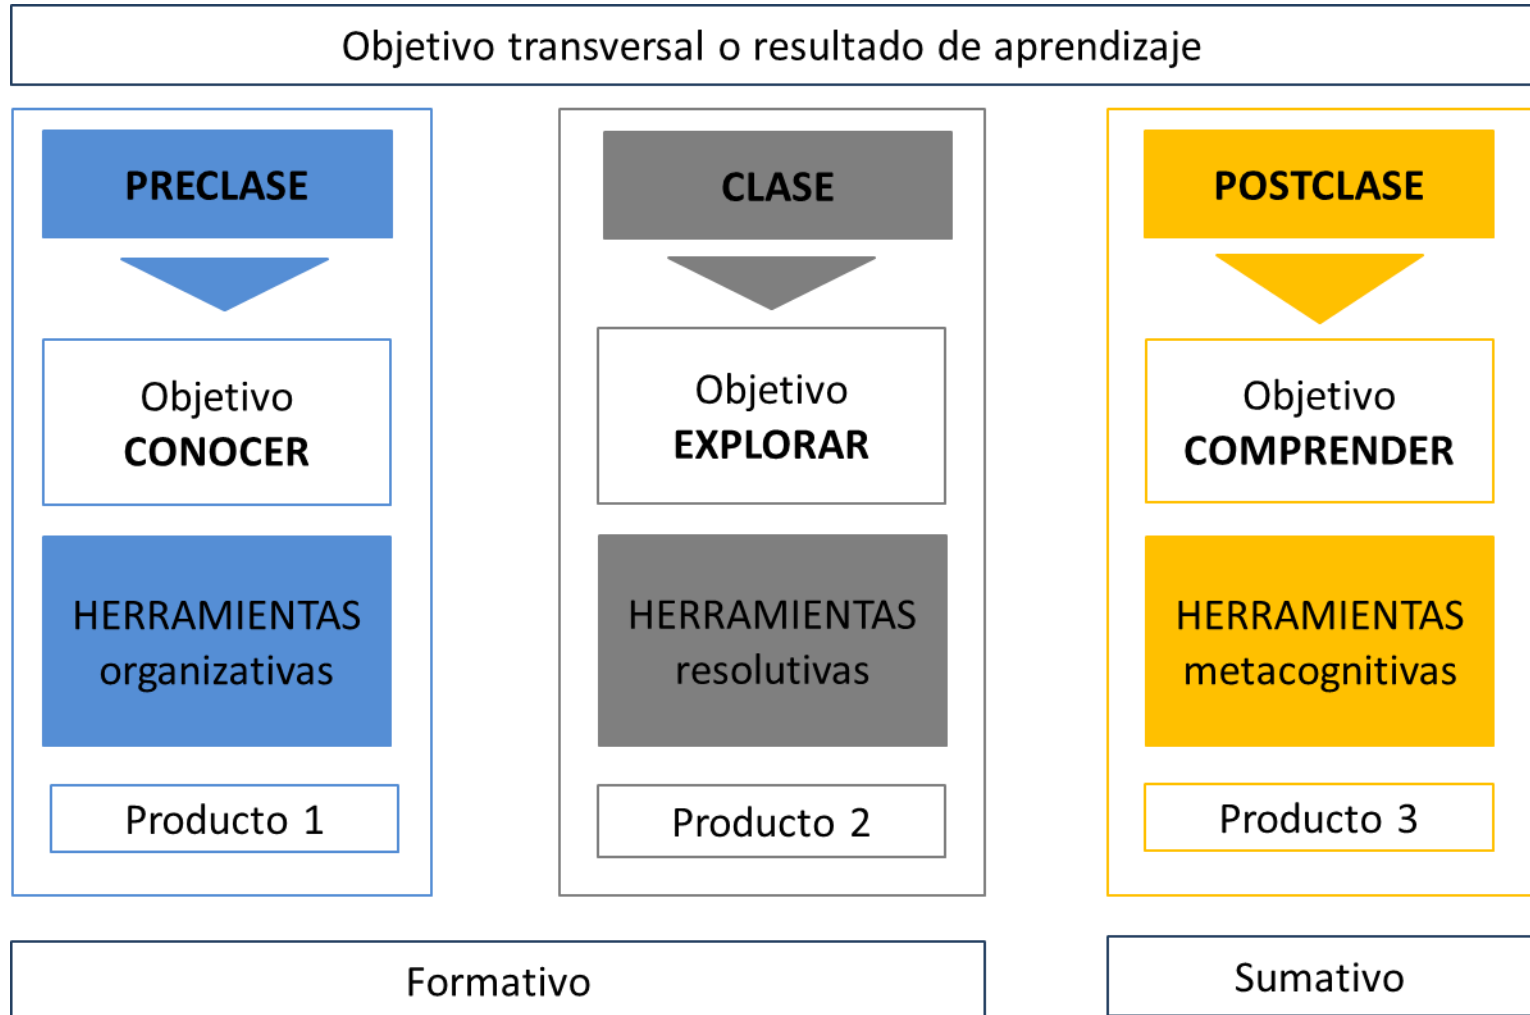 Objetivo transversal o resultado de aprendizaje
PRECLASE
Objetivo
CONOCER
HERRAMIENTAS
organizativas
Producto 1
CLASE
Objetivo
EXPLORAR
HERRAMIENTAS
resolutivas
Producto 2
POSTCLASE
Objetivo
COMPRENDER
HERRAMIENTAS
metacognitivas
Producto 3
Formativo
Sumativo